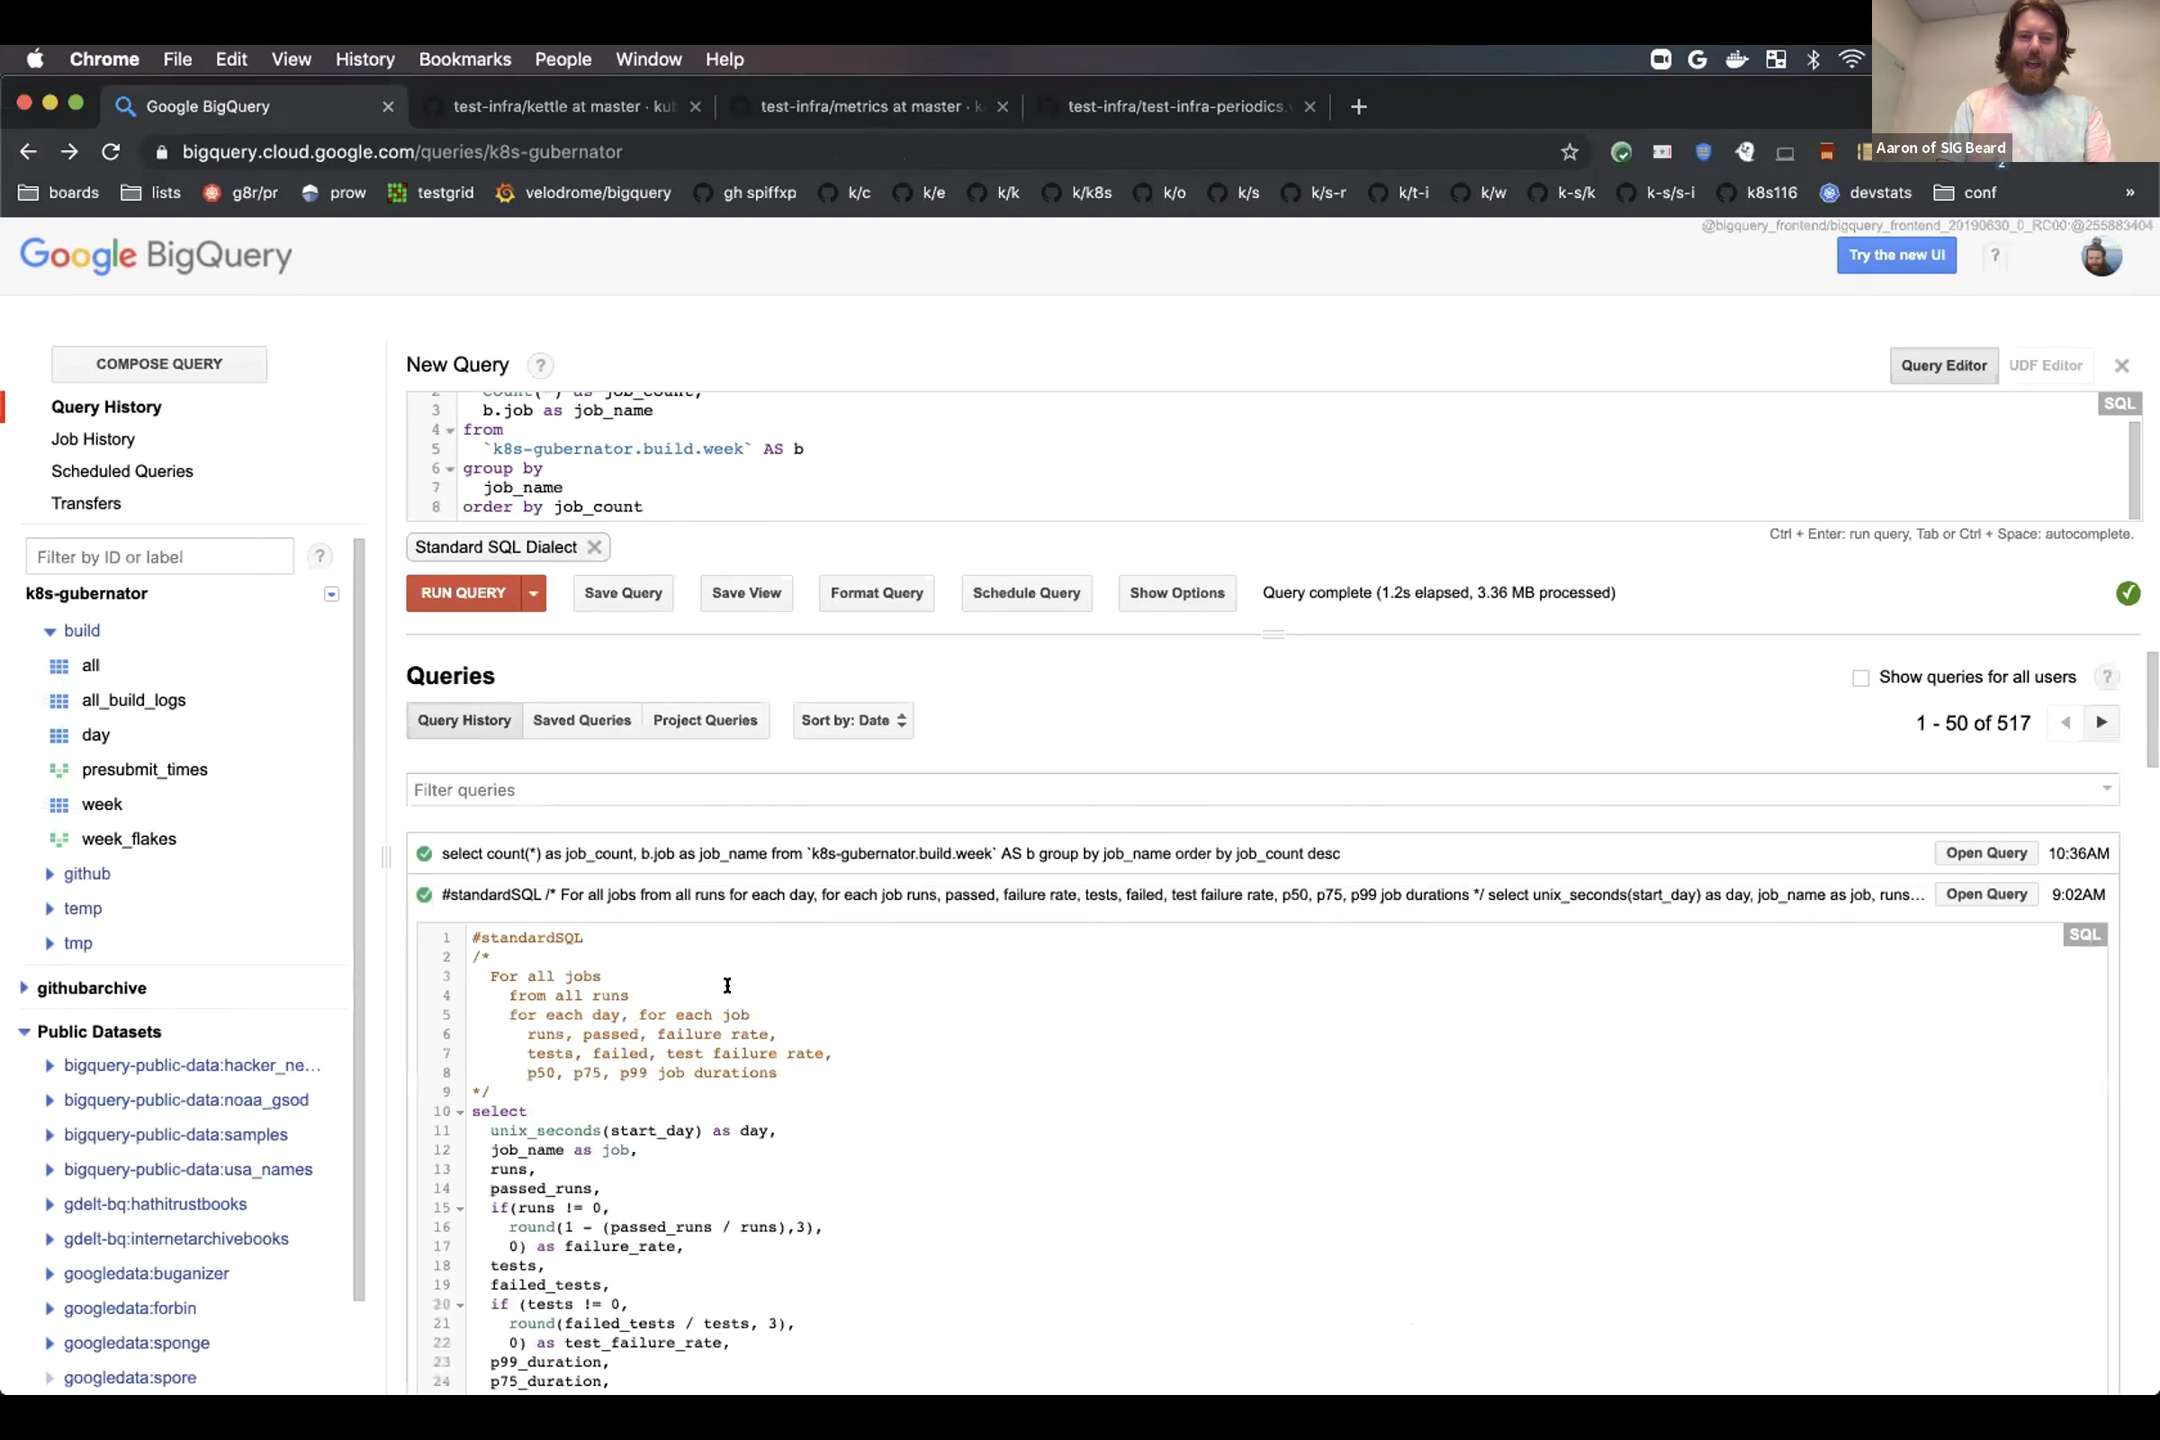 Chrome File Edit View History Bookmarks People Window Help
Google BigQuery
test-infra/kettle at master · kub
test-infra/metrics at master · k
test-infra/test-infra-periodics.
bigquery.cloud.google.com/queries/k8s-gubernator
Aaron of SIG Beard
2
boards lists g8r/pr prow testgrid velodrome/bigquery gh spiffxp k/c k/e k/k k/k8s k/o k/s k/s-r k/t-i k/w k-s/k k-s/s-i k8s116 devstats conf »
@bigquery_frontend/bigquery_frontend_20190630_0_RC00:@255883404
Google BigQuery
Try the new UI
?
COMPOSE QUERY
Query History
Job History
Scheduled Queries
Transfers
Filter by ID or label
?
k8s-gubernator
build
all
all_build_logs
day
presubmit_times
week
week_flakes
github
temp
tmp
githubarchive
Public Datasets
bigquery-public-data:hacker_ne…
bigquery-public-data:noaa_gsod
bigquery-public-data:samples
bigquery-public-data:usa_names
gdelt-bq:hathitrustbooks
gdelt-bq:internetarchivebooks
googledata:buganizer
googledata:forbin
googledata:sponge
googledata:spore
New Query ?
Query Editor UDF Editor
SQL
2 count(*) as job_count,
3 b.job as job_name
4 from
5 `k8s-gubernator.build.week` AS b
6 group by
7 job_name
8 order by job_count
Ctrl + Enter: run query, Tab or Ctrl + Space: autocomplete.
Standard SQL Dialect
RUN QUERY Save Query Save View Format Query Schedule Query Show Options Query complete (1.2s elapsed, 3.36 MB processed)
Queries
Show queries for all users ?
Query History Saved Queries Project Queries Sort by: Date
1 - 50 of 517
Filter queries
select count(*) as job_count, b.job as job_name from `k8s-gubernator.build.week` AS b group by job_name order by job_count desc Open Query 10:36AM
#standardSQL /* For all jobs from all runs for each day, for each job runs, passed, failure rate, tests, failed, test failure rate, p50, p75, p99 job durations */ select unix_seconds(start_day) as day, job_name as job, runs… Open Query 9:02AM
SQL
1 #standardSQL
2 /*
3 For all jobs
4 from all runs
5 for each day, for each job
6 runs, passed, failure rate,
7 tests, failed, test failure rate,
8 p50, p75, p99 job durations
9 */
10 select
11 unix_seconds(start_day) as day,
12 job_name as job,
13 runs,
14 passed_runs,
15 if(runs != 0,
16 round(1 - (passed_runs / runs),3),
17 0) as failure_rate,
18 tests,
19 failed_tests,
20 if (tests != 0,
21 round(failed_tests / tests, 3),
22 0) as test_failure_rate,
23 p99_duration,
24 p75_duration,